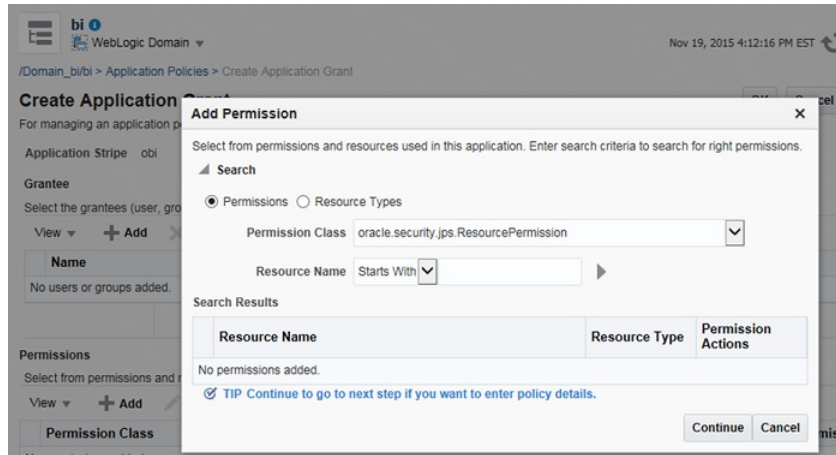 bi
WebLogic Domain
Nov 19, 2015 4:12:16 PM EST
/Domain_bi/bi > Application Policies > Create Application Grant
Create Application
For managing an application
Application Stripe obi
Grantee
Select the grantees (user,
View
Add
Name
No users or groups added.
Permissions
Select from permissions and
View
Add
Permission Class
Add Permission
Select from permissions and resources used in this application. Enter search criteria to search for right permissions.
Search
Permissions Resource Types
Permission Class oracle.security.jps.ResourcePermission
Resource Name Starts With
Search Results
Resource Name Resource Type Permission Actions
No permissions added.
TIP Continue to go to next step if you want to enter policy details.
Continue Cancel